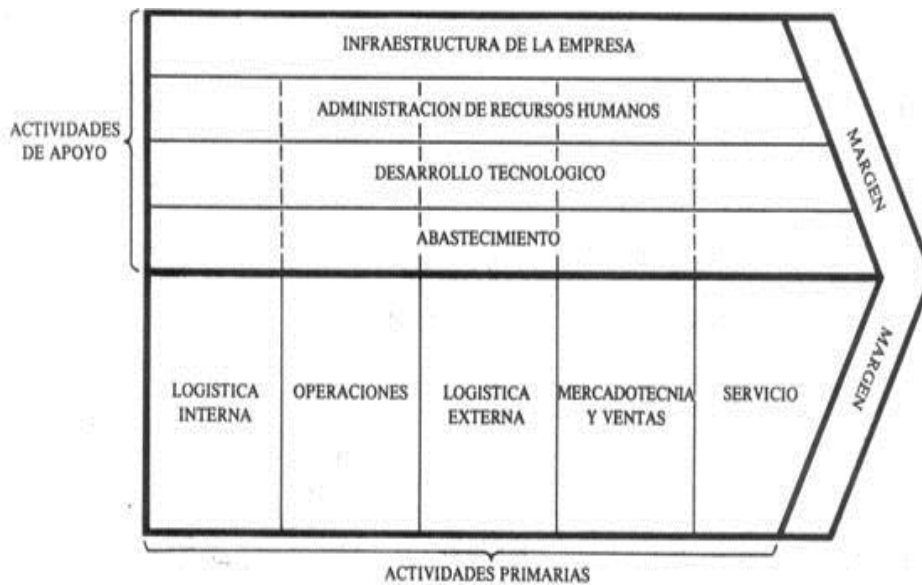 INFRAESTRUCTURA DE LA EMPRESA
ADMINISTRACION DE RECURSOS HUMANOS
ACTIVIDADES
DE APOYO
DESARROLLO TECNOLOGICO
ABASTECIMIENTO
MARGEN
LOGISTICA
INTERNA
OPERACIONES
LOGISTICA
EXTERNA
MERCADOTECNIA
Y VENTAS
SERVICIO
MARGEN
ACTIVIDADES PRIMARIAS